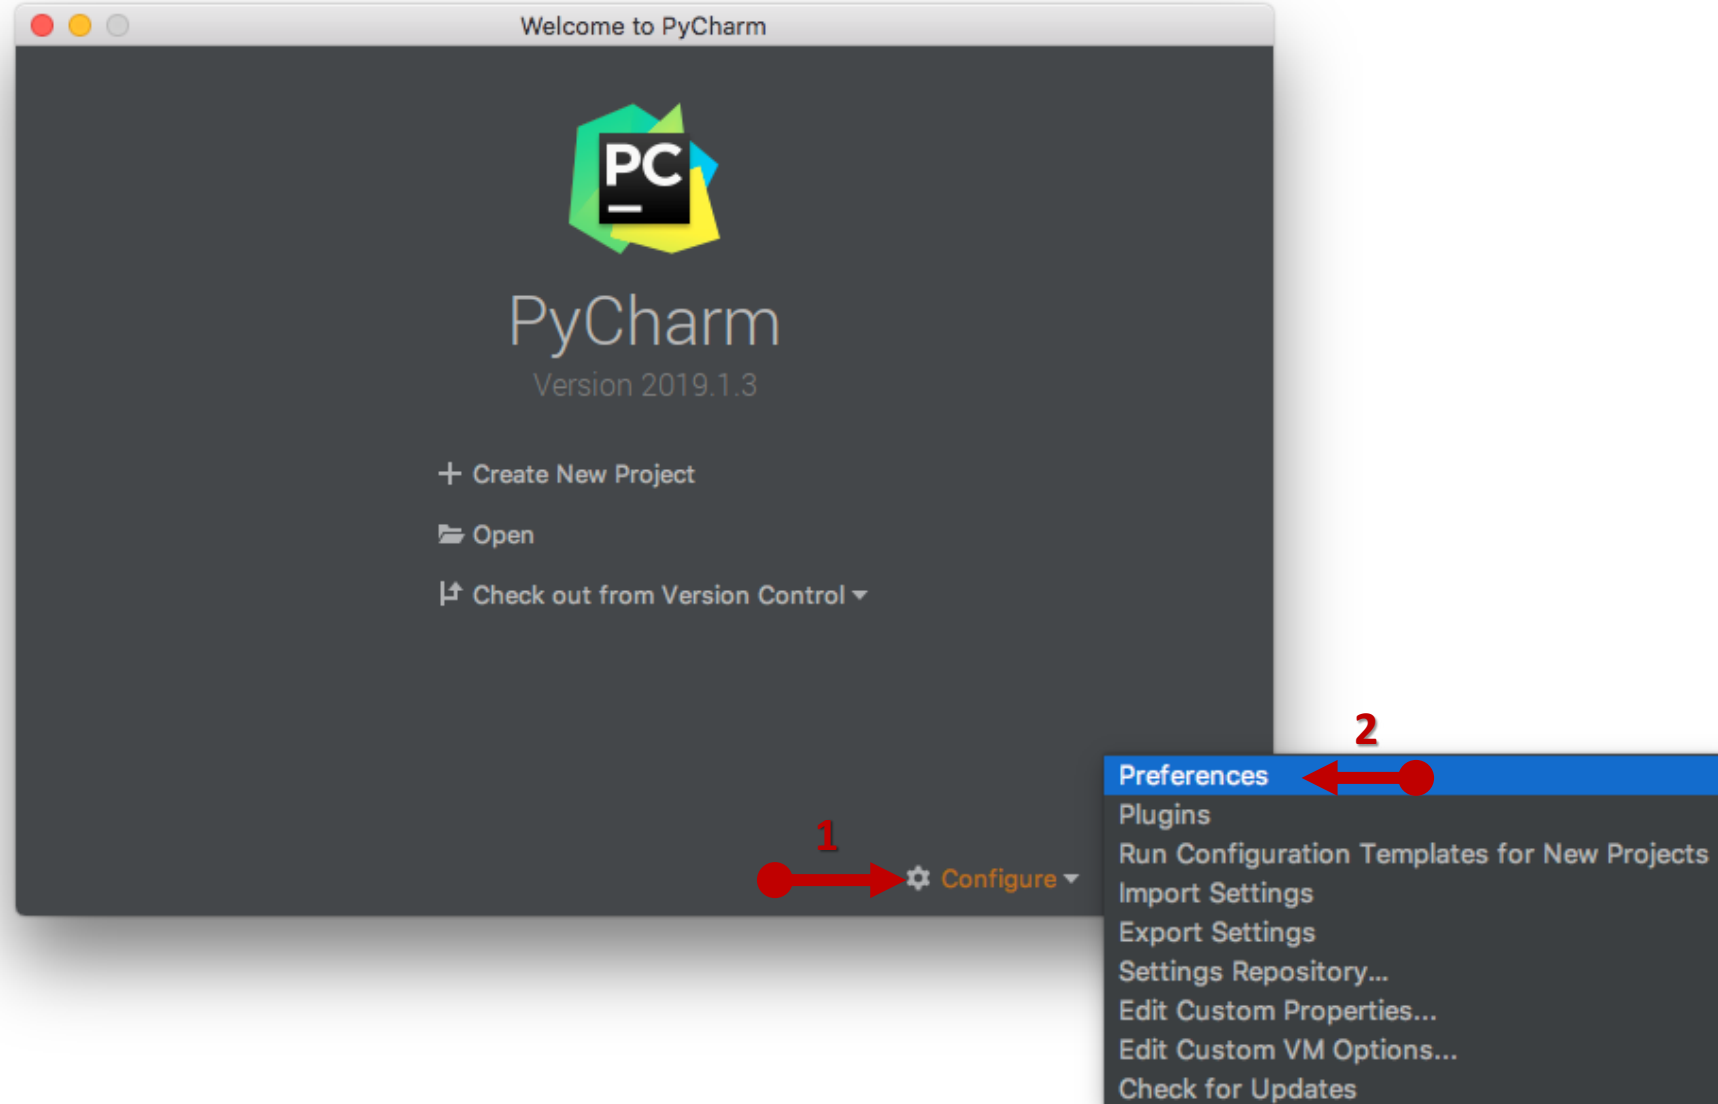 Welcome to PyCharm
PC
PyCharm
Version 2019.1.3
Create New Project
Open
Check out from Version Control
2
Preferences
Plugins
1
Run Configuration Templates for New Projects
Configure
Import Settings
Export Settings
Settings Repository...
Edit Custom Properties...
Edit Custom VM Options...
Check for Updates